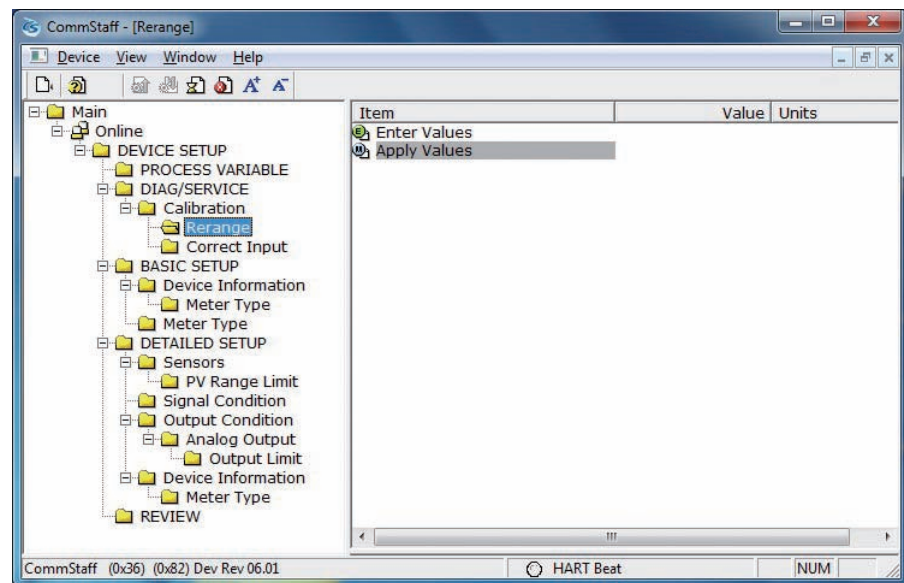 CommStaff - [Rerange]
Device View Window Help
Main
Online
DEVICE SETUP
PROCESS VARIABLE
DIAG/SERVICE
Calibration
Rerange
Correct Input
BASIC SETUP
Device Information
Meter Type
Meter Type
DETAILED SETUP
Sensors
PV Range Limit
Signal Condition
Output Condition
Analog Output
Output Limit
Device Information
Meter Type
REVIEW
Item Value Units
Enter Values
Apply Values
CommStaff (0x36) (0x82) Dev Rev 06.01 HART Beat NUM